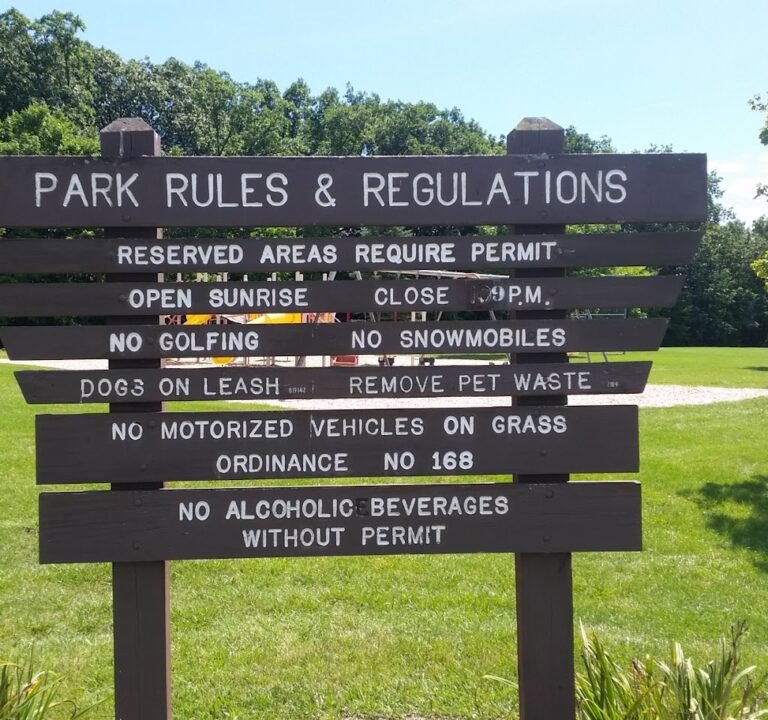 PARK RULES & REGULATIONS
RESERVED AREAS REQUIRE PERMIT
OPEN SUNRISE CLOSE 9 P.M.
NO GOLFING NO SNOWMOBILES
DOGS ON LEASH REMOVE PET WASTE
NO MOTORIZED VEHICLES ON GRASS
ORDINANCE NO 168
NO ALCOHOLIC BEVERAGES
WITHOUT PERMIT